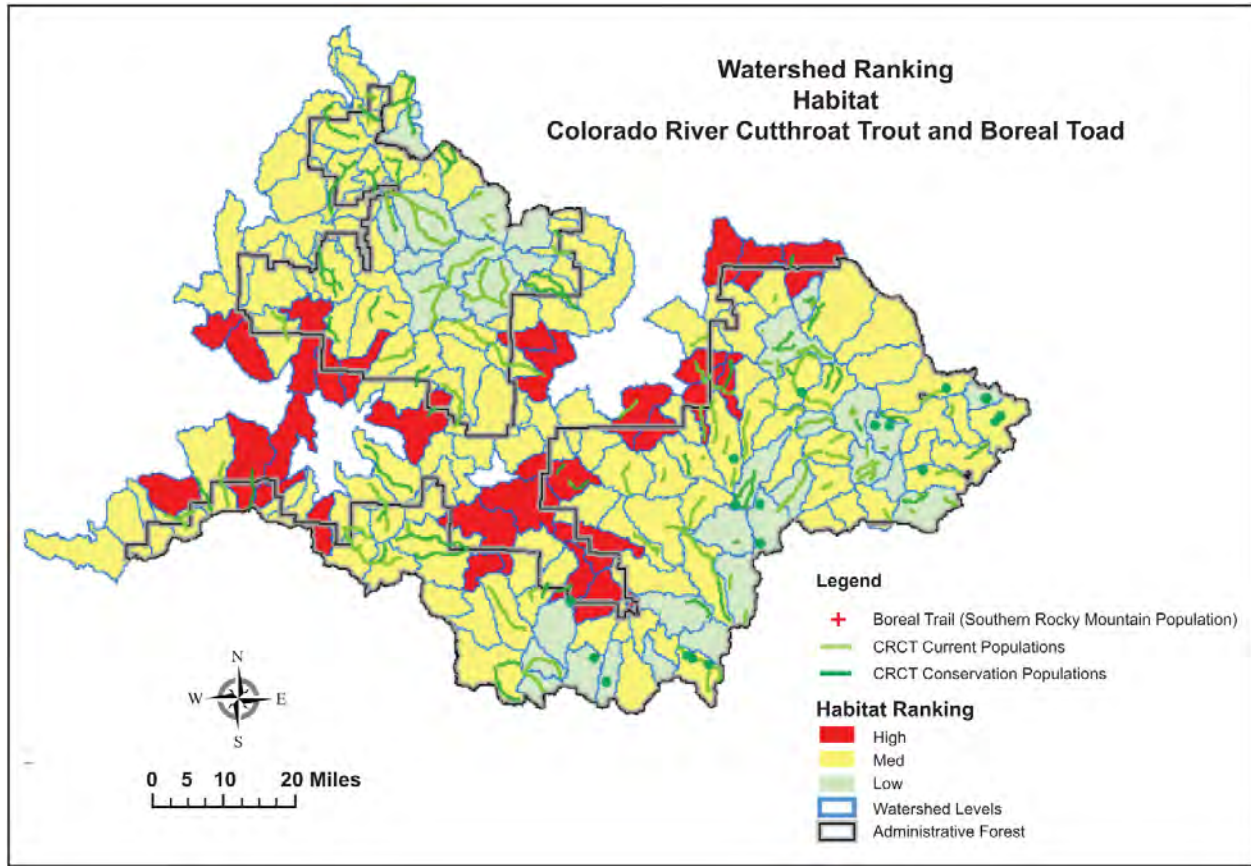 Watershed Ranking
Habitat
Colorado River Cutthroat Trout and Boreal Toad
Legend
Boreal Trail (Southern Rocky Mountain Population)
CRCT Current Populations
CRCT Conservation Populations
Habitat Ranking
High
Med
Low
Watershed Levels
Administrative Forest
N
W E
S
0 5 10 20 Miles